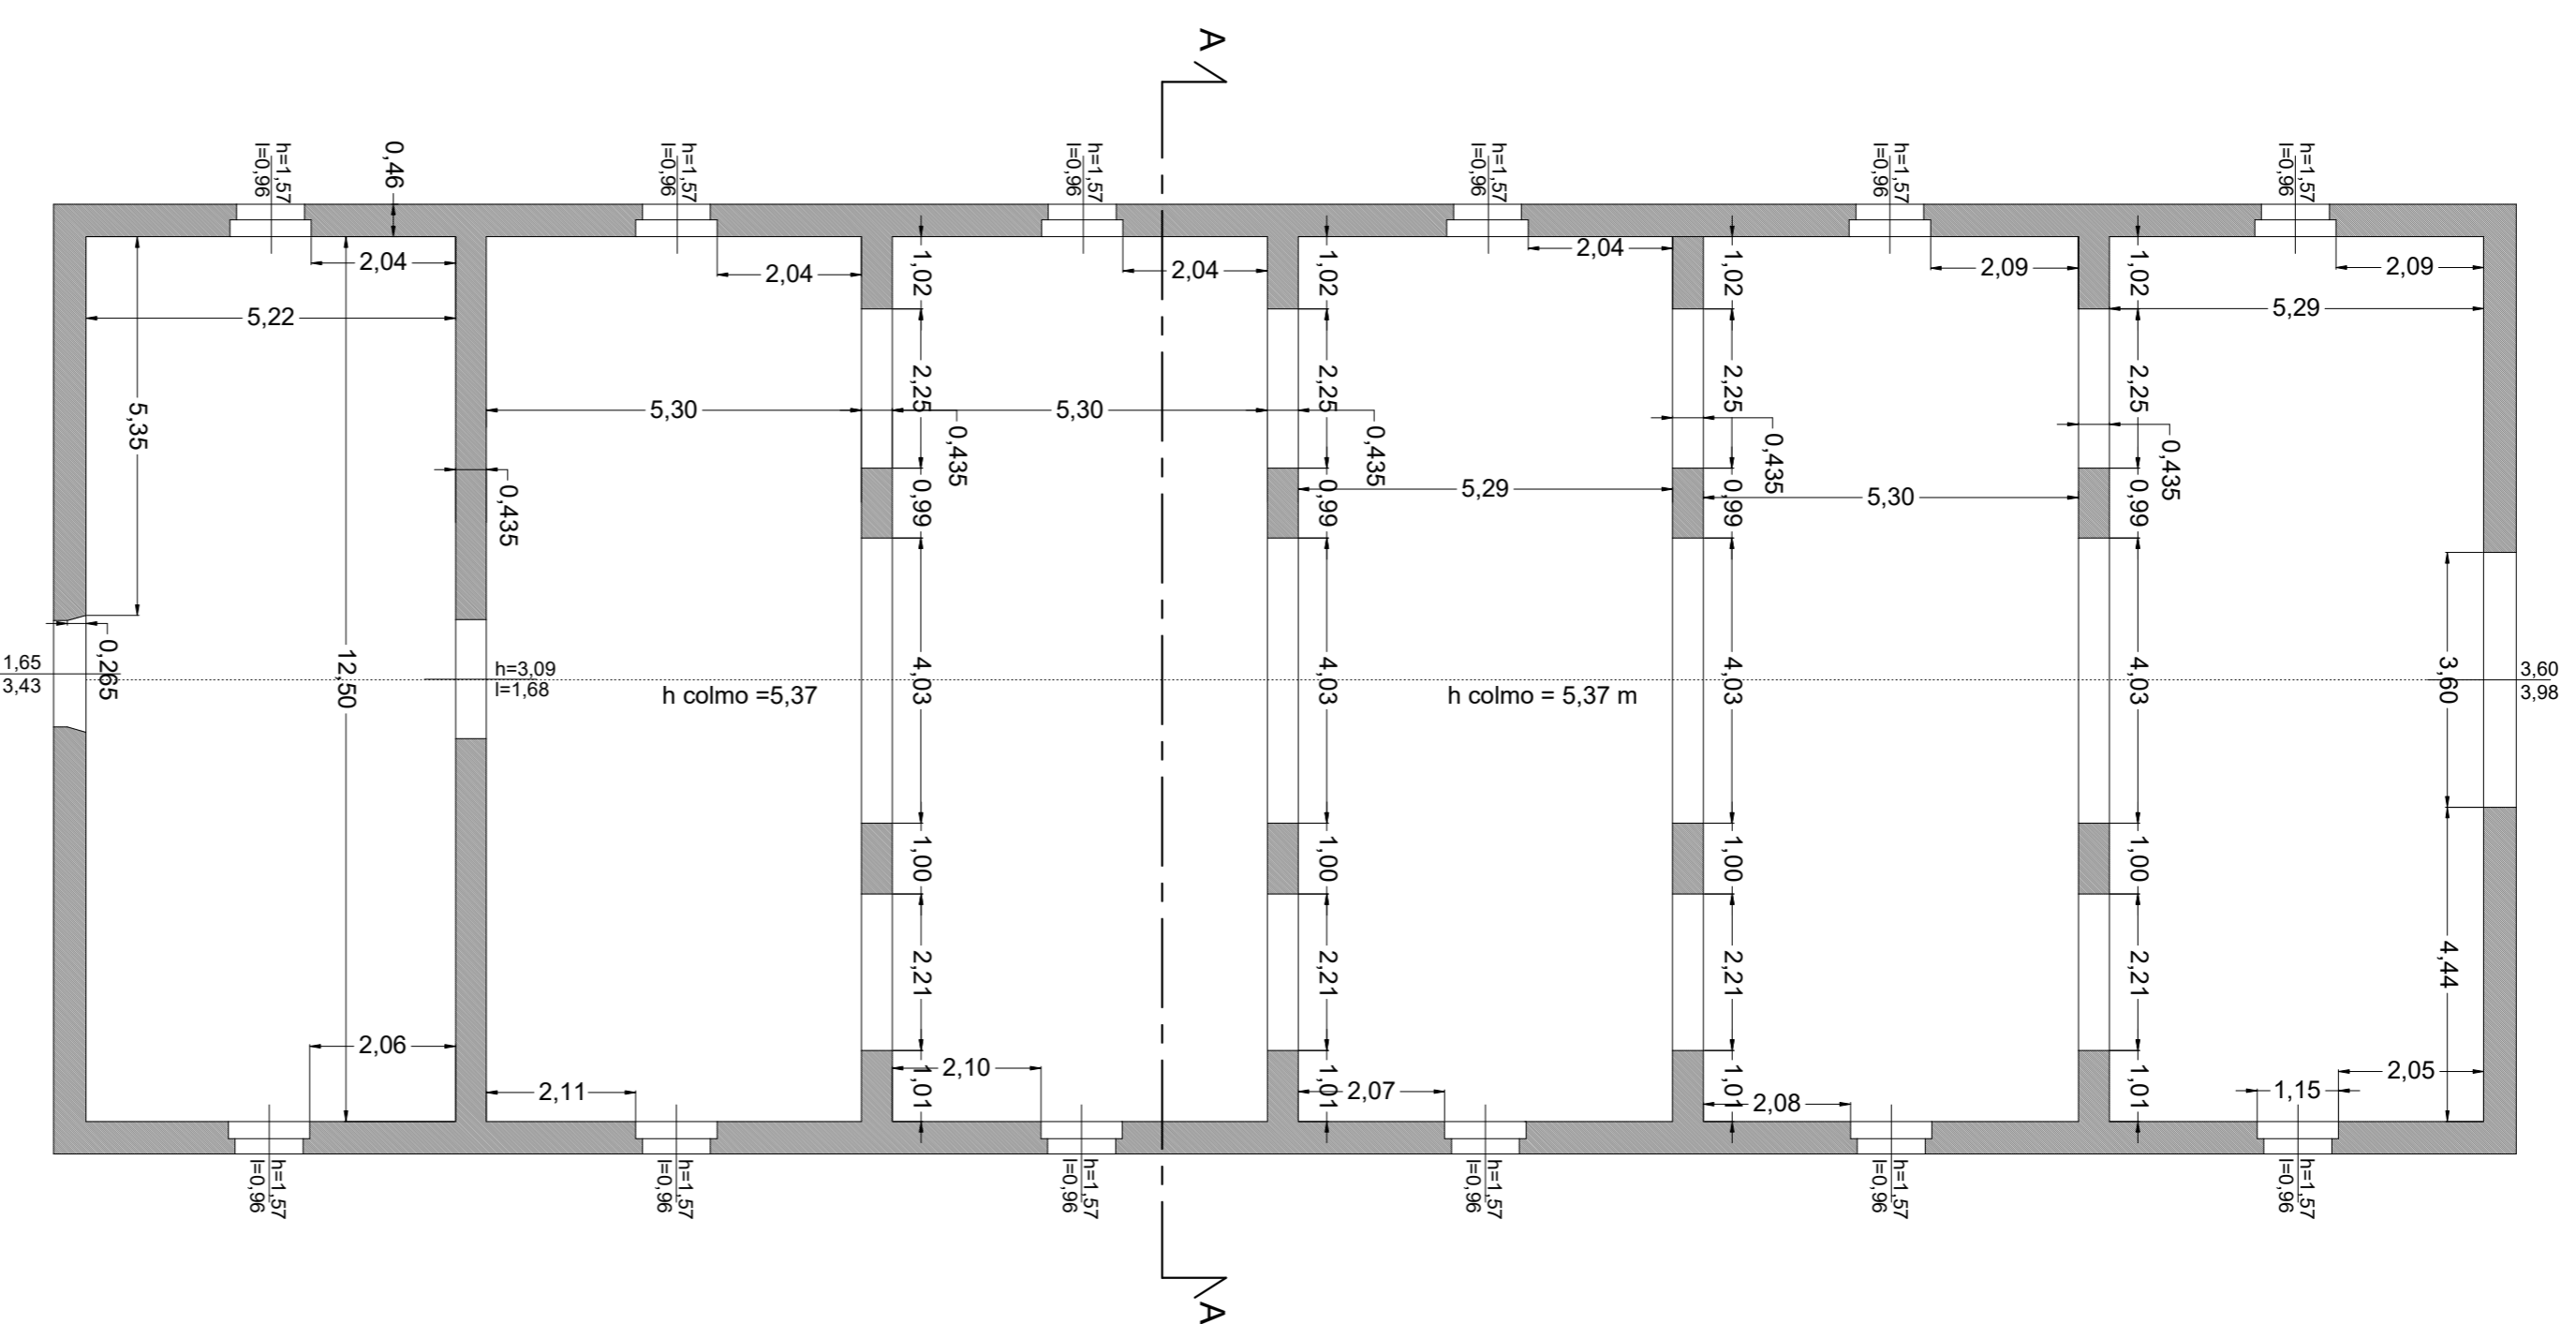 A
h=1,57
l=0,96
0,46
h=1,57
l=0,96
h=1,57
l=0,96
h=1,57
l=0,96
h=1,57
l=0,96
h=1,57
l=0,96
2,04
2,04
2,04
2,04
2,09
2,09
1,02
1,02
1,02
1,02
5,22
5,29
5,35
2,25
2,25
2,25
2,25
5,30
5,30
0,435
0,435
0,435
0,435
0,435
0,99
0,99
0,99
0,99
5,29
5,30
1,65
3,43
0,265
12,50
h=3,09
l=1,68
h colmo =5,37
4,03
4,03
h colmo = 5,37 m
4,03
4,03
3,60
3,60
3,98
1,00
1,00
1,00
1,00
2,21
2,21
2,21
2,21
4,44
2,06
2,11
2,10
1,01
2,07
1,01
2,08
1,01
1,01
1,15
2,05
h=1,57
l=0,96
h=1,57
l=0,96
h=1,57
l=0,96
h=1,57
l=0,96
h=1,57
l=0,96
h=1,57
l=0,96
A